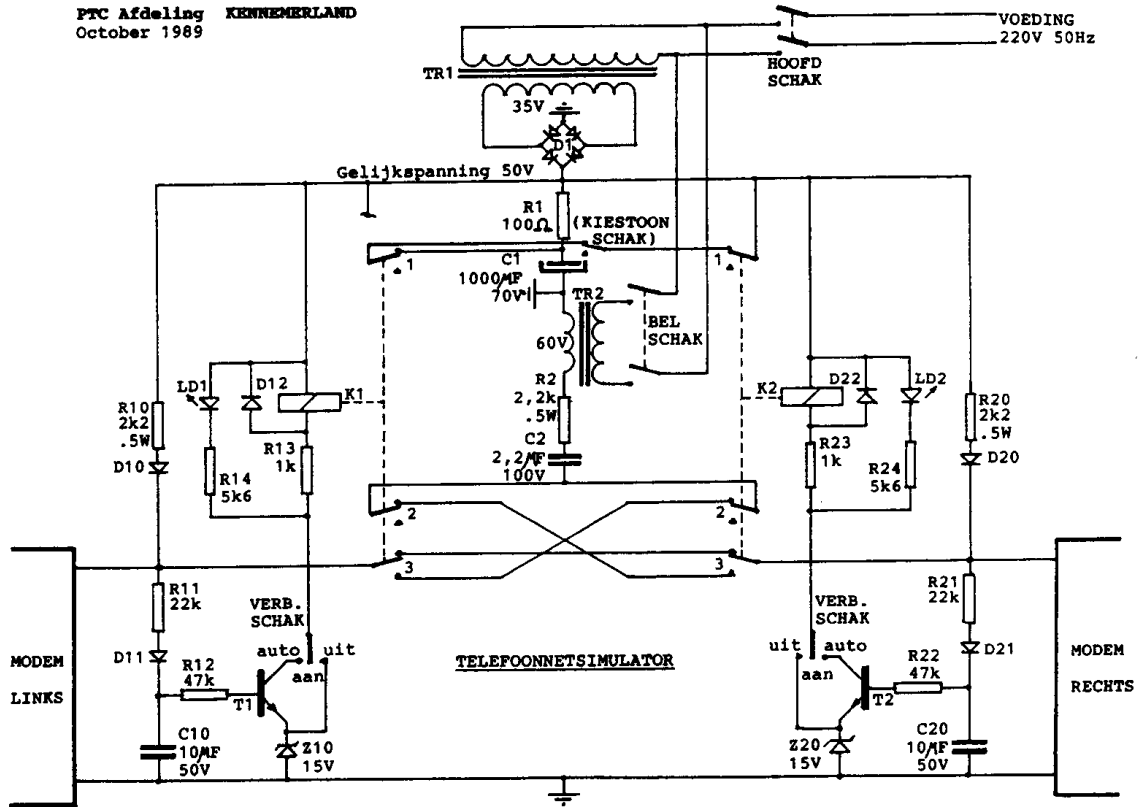 PTC Afdeling KENNEMERLAND
October 1989
VOEDING
220V 50Hz
HOOFD
SCHAK
TR1
35V
D1
Gelijkspanning 50V
R1
100Ω
(KIESTOON
SCHAK)
1
C1
1000µF
70V
1
TR2
60V
BEL
SCHAK
LD1
D12
K1
R10
2k2
.5W
D10
R13
1k
R14
5k6
R2
2,2k
.5W
C2
2,2µF
100V
K2
D22
LD2
R20
2k2
.5W
R23
1k
R24
5k6
D20
2
2
3
3
R11
22k
VERB.
SCHAK
D11
auto
uit
aan
R12
47k
T1
C10
10µF
50V
Z10
15V
MODEM
LINKS
TELEFOONNETSIMULATOR
R21
22k
VERB.
SCHAK
uit
auto
aan
D21
R22
47k
T2
Z20
15V
C20
10µF
50V
MODEM
RECHTS